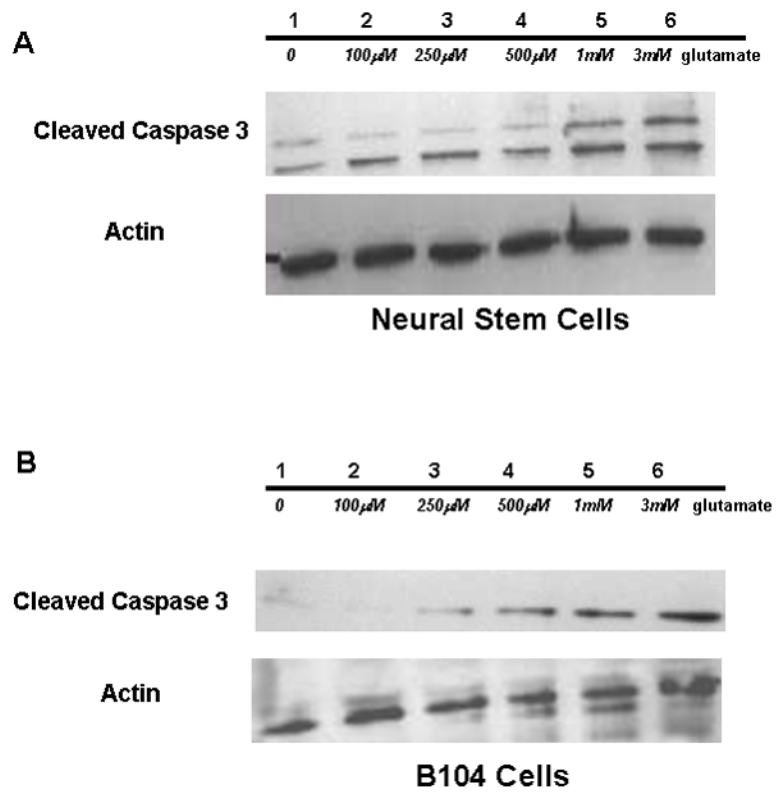 A
1 2 3 4 5 6
0 100μM 250μM 500μM 1mM 3mM glutamate
Cleaved Caspase 3
Actin
Neural Stem Cells
B
1 2 3 4 5 6
0 100μM 250μM 500μM 1mM 3mM glutamate
Cleaved Caspase 3
Actin
B104 Cells